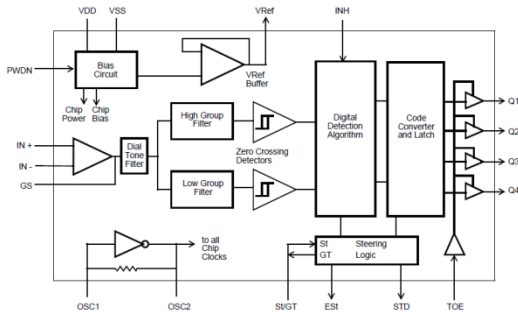 VDD
VSS
VRef
INH
PWDN
Bias
Circuit
VRef
Buffer
Chip
Power
Chip
Bias
High Group
Filter
Digital
Detection
Algorithm
Code
Converter
and Latch
Q1
Q2
Q3
Q4
IN +
IN -
GS
Dial
Tone
Filter
Zero Crossing
Detectors
Low Group
Filter
to all
Chip
Clocks
St
GT
Steering
Logic
OSC1
OSC2
St/GT
ESt
STD
TOE